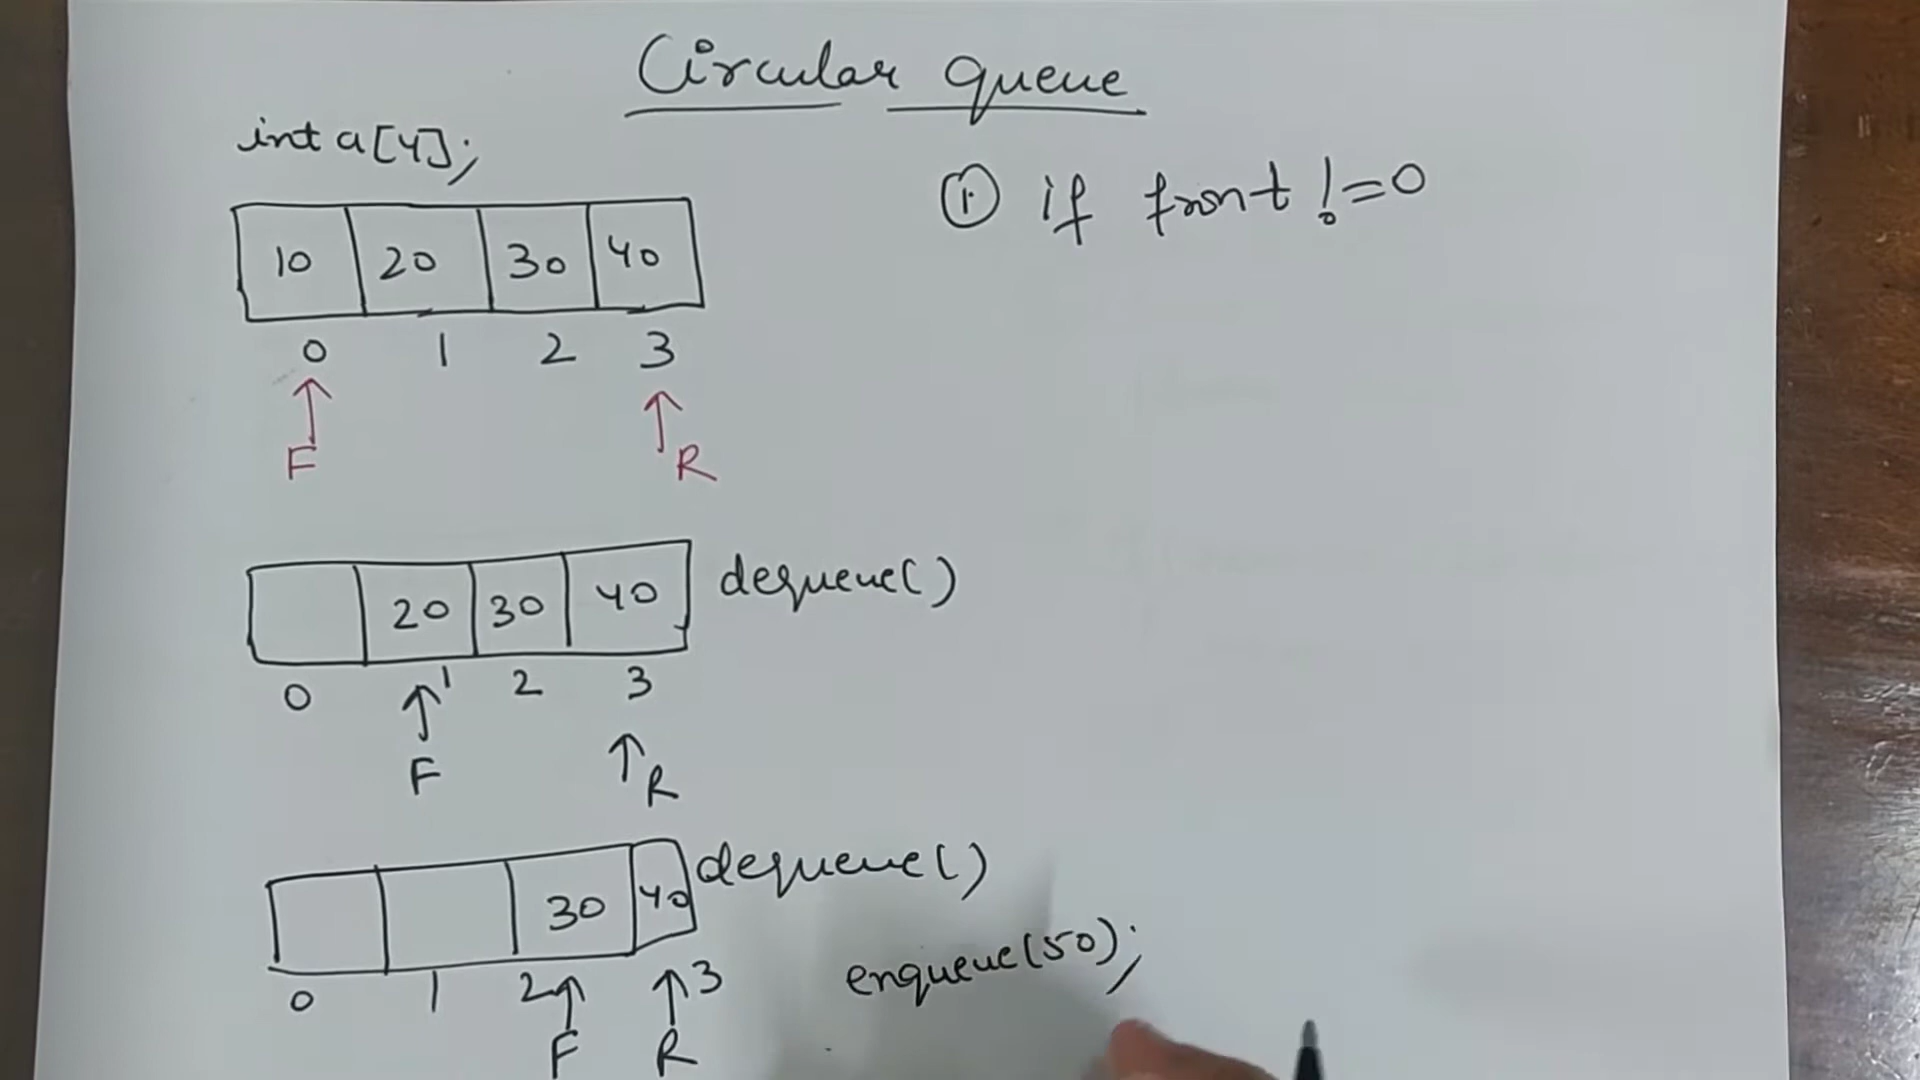 Circular queue
int a[4];
① if front != 0
10 20 30 40
0 1 2 3
F R
20 30 40 dequeue()
0 1 2 3
F R
30 40 dequeue()
enqueue(50);
0 1 2 3
F R